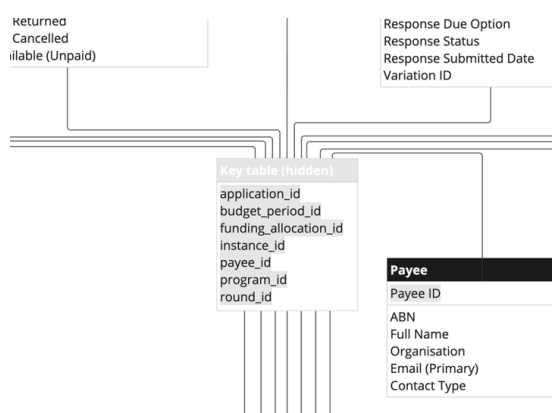 Returned
Cancelled
ilable (Unpaid)
Response Due Option
Response Status
Response Submitted Date
Variation ID
Key table (hidden)
application_id
budget_period_id
funding_allocation_id
instance_id
payee_id
program_id
round_id
Payee
Payee ID
ABN
Full Name
Organisation
Email (Primary)
Contact Type